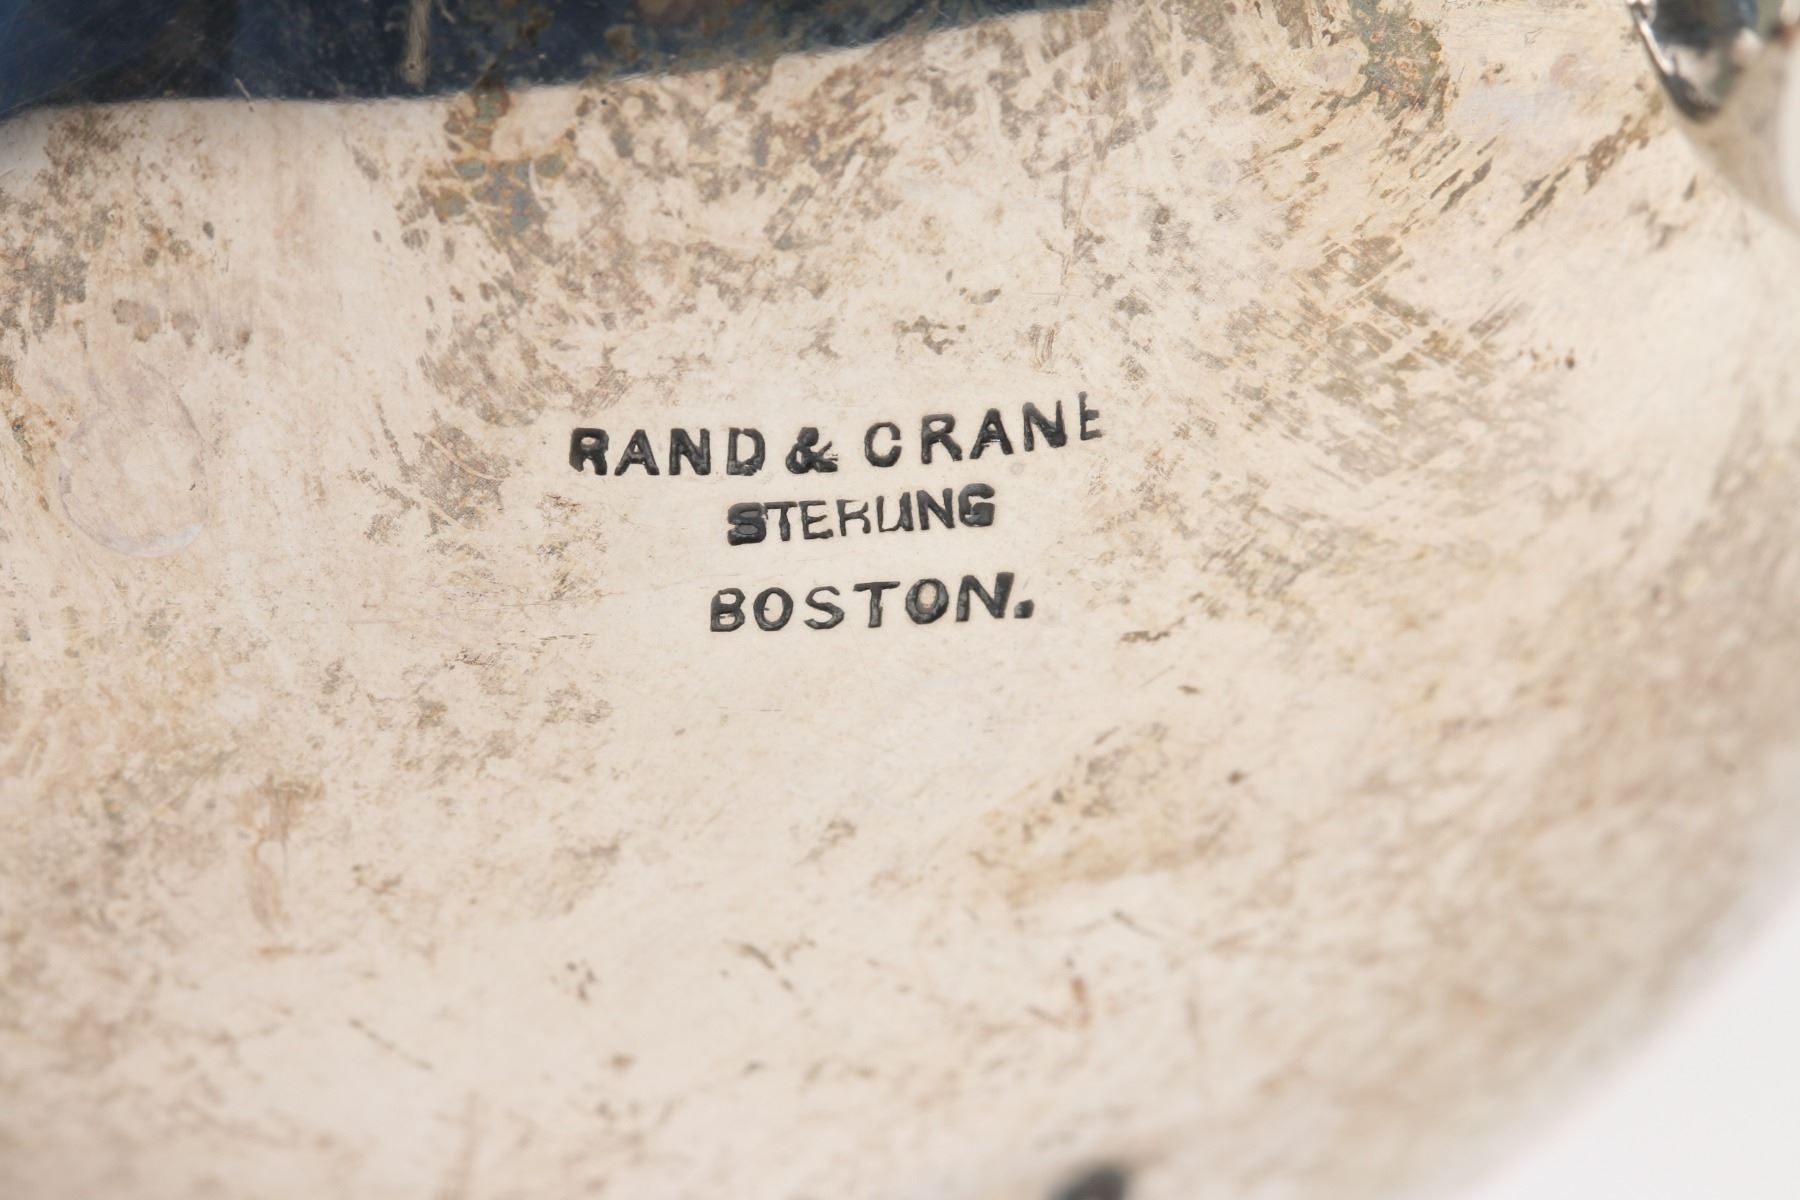 RAND & CRANE
STERLING
BOSTON.